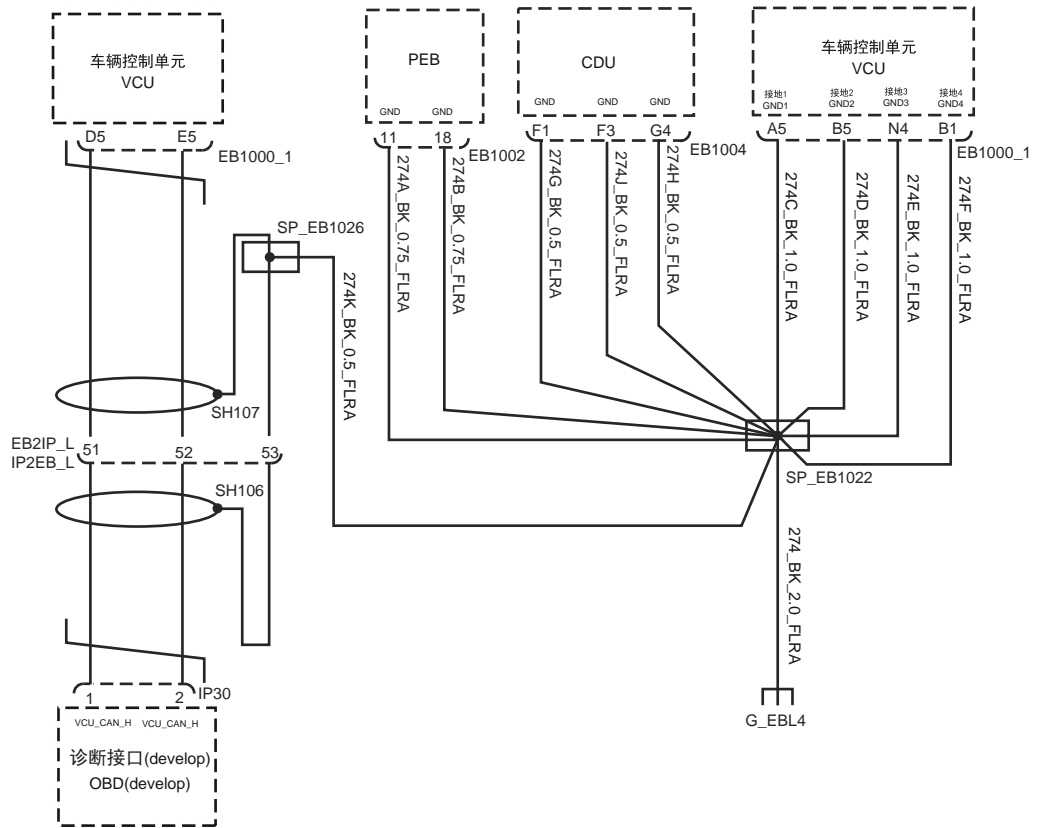 车辆控制单元
VCU
D5
E5
EB1000_1
PEB
GND
GND
11
18
EB1002
274A_BK_0.75_FLRA
274B_BK_0.75_FLRA
CDU
GND
GND
GND
F1
F3
G4
EB1004
274G_BK_0.5_FLRA
274J_BK_0.5_FLRA
274H_BK_0.5_FLRA
车辆控制单元
VCU
接地1
GND1
接地2
GND2
接地3
GND3
接地4
GND4
A5
B5
N4
B1
EB1000_1
274C_BK_1.0_FLRA
274D_BK_1.0_FLRA
274E_BK_1.0_FLRA
274F_BK_1.0_FLRA
SP_EB1026
274K_BK_0.5_FLRA
SH107
EB2IP_L
IP2EB_L
51
52
53
SH106
SP_EB1022
274_BK_2.0_FLRA
G_EBL4
1
2
IP30
VCU_CAN_H
VCU_CAN_H
诊断接口(develop)
OBD(develop)